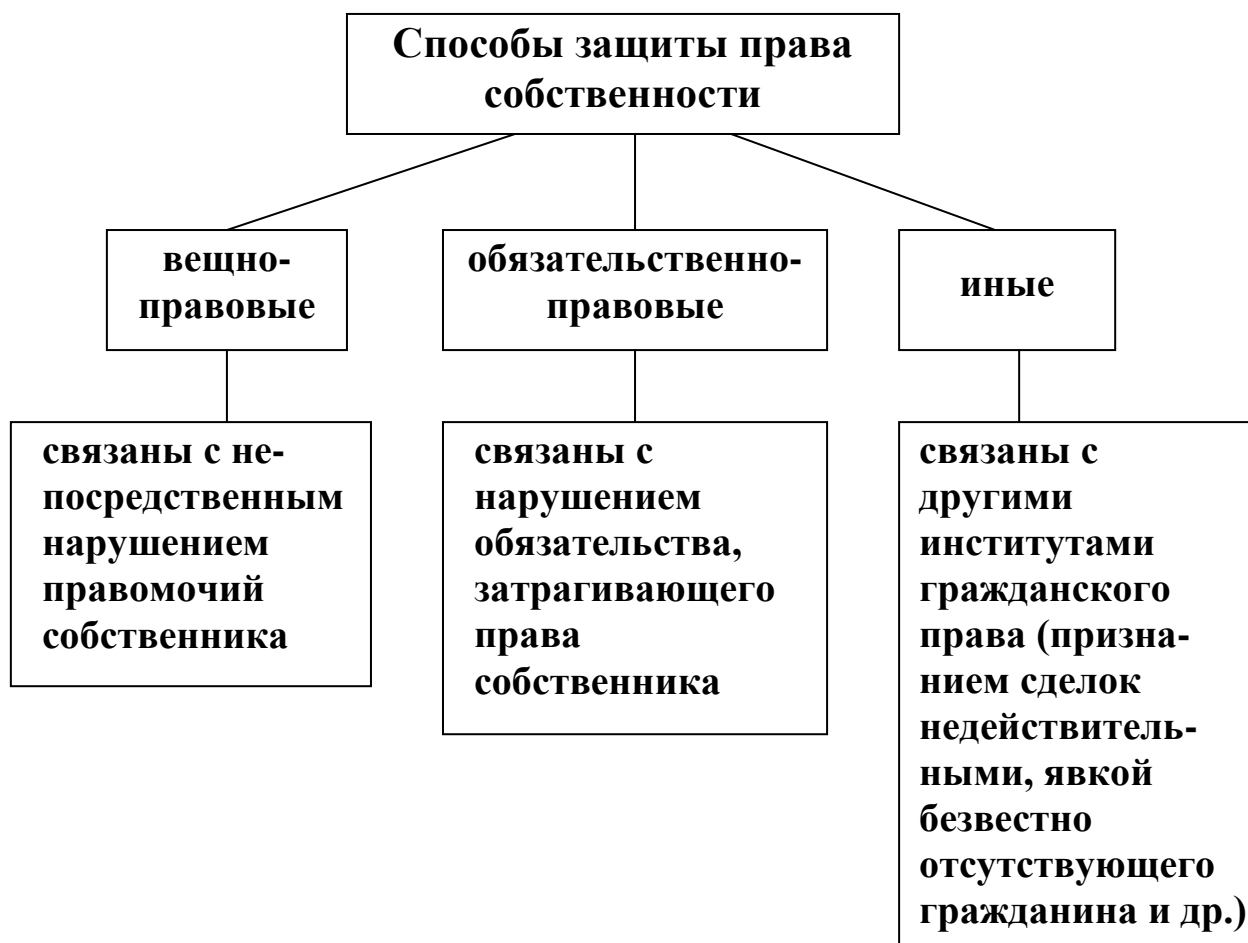 Способы защиты права
собственности
вещно-
правовые
обязательственно-
правовые
иные
связаны с не-
посредственным
нарушением
правомочий
собственника
связаны с
нарушением
обязательства,
затрагивающего
права
собственника
связаны с
другими
институтами
гражданского
права (призна-
нием сделок
недействитель-
ными, явкой
безвестно
отсутствующего
гражданина и др.)